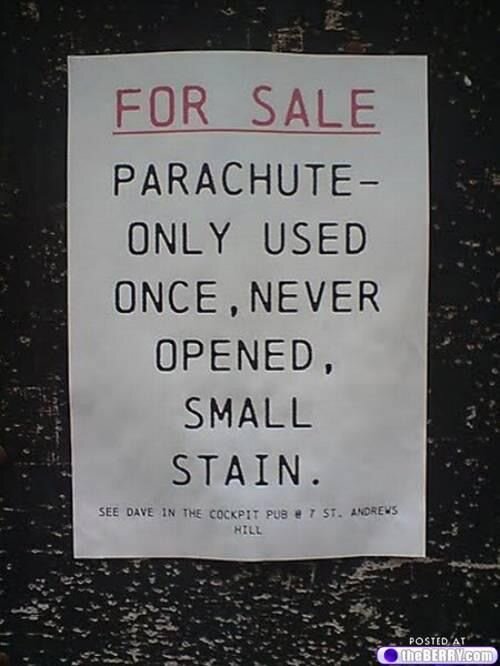 FOR SALE
PARACHUTE-
ONLY USED
ONCE, NEVER
OPENED,
SMALL
STAIN.
SEE DAVE IN THE COCKPIT PUB @ 7 ST. ANDREWS
HILL
POSTED AT
theBERRY.com